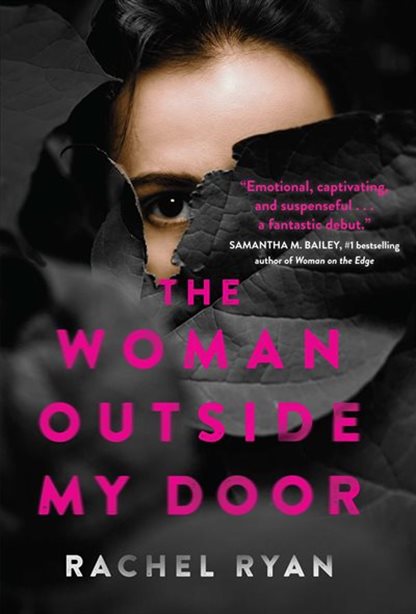 “Emotional, captivating,
and suspenseful . . .
a fantastic debut.”
SAMANTHA M. BAILEY, #1 bestselling
author of Woman on the Edge
THE
WOMAN
OUTSIDE
MY DOOR
RACHEL RYAN